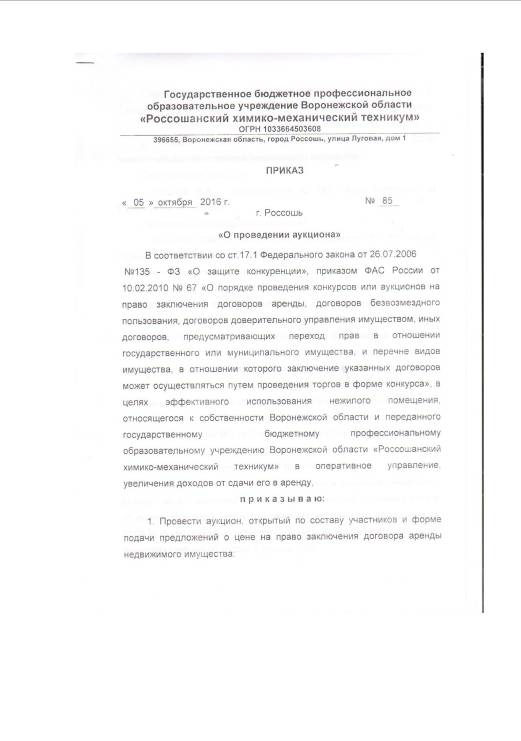 Государственное бюджетное профессиональное
образовательное учреждение Воронежской области
«Россошанский химико-механический техникум»
ОГРН 1033664503608
396655, Воронежская область, город Россошь, улица Луговая, дом 1
ПРИКАЗ
« 05 » октября 2016 г. № 85
г. Россошь
«О проведении аукциона»
В соответствии со ст.17.1 Федерального закона от 26.07.2006
№135 - ФЗ «О защите конкуренции», приказом ФАС России от
10.02.2010 № 67 «О порядке проведения конкурсов или аукционов на
право заключения договоров аренды, договоров безвозмездного
пользования, договоров доверительного управления имуществом, иных
договоров, предусматривающих переход прав в отношении
государственного или муниципального имущества, и перечне видов
имущества, в отношении которого заключение указанных договоров
может осуществляться путем проведения торгов в форме конкурса», в
целях эффективного использования нежилого помещения,
относящегося к собственности Воронежской области и переданного
государственному бюджетному профессиональному
образовательному учреждению Воронежской области «Россошанский
химико-механический техникум» в оперативное управление,
увеличения доходов от сдачи его в аренду,
п р и к а з ы в а ю:
1. Провести аукцион, открытый по составу участников и форме
подачи предложений о цене на право заключения договора аренды
недвижимого имущества: